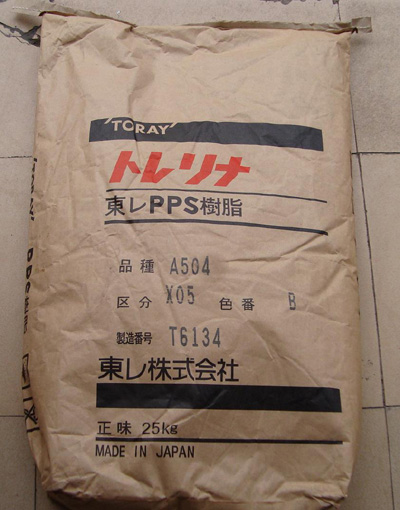 TORAY
トレリナ
東レPPS樹脂
品種 A504
区分 X05 色番 B
製造番号 T6134
東レ株式会社
正味 25kg
MADE IN JAPAN
TORAY